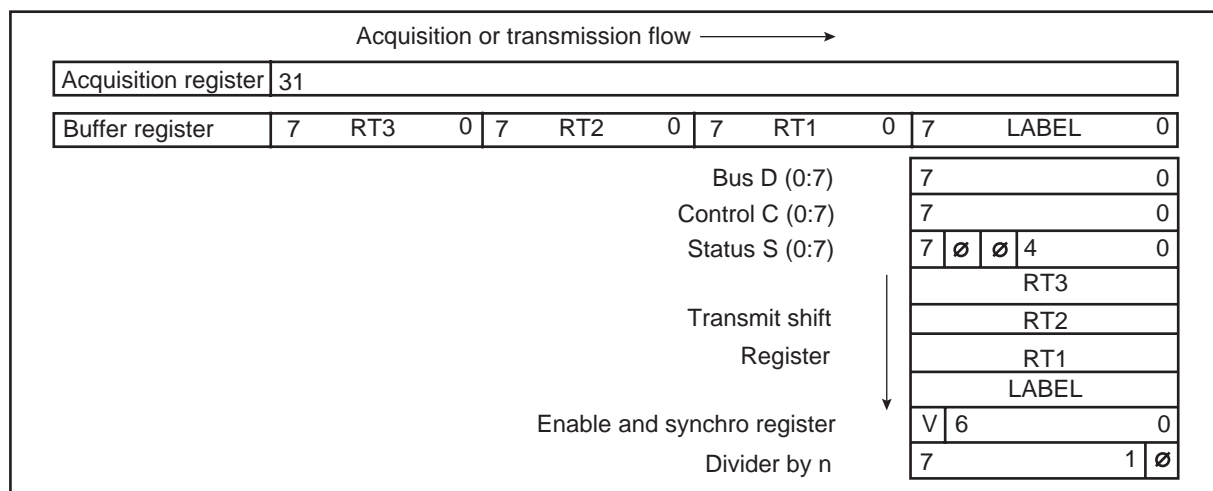 Acquisition or transmission flow
Acquisition register 31
Buffer register 7 RT3 0 7 RT2 0 7 RT1 0 7 LABEL 0
Bus D (0:7) 7 0
Control C (0:7) 7 0
Status S (0:7) 7 ø ø 4 0
RT3
Transmit shift RT2
Register RT1
LABEL
Enable and synchro register V 6 0
Divider by n 7 1 ø